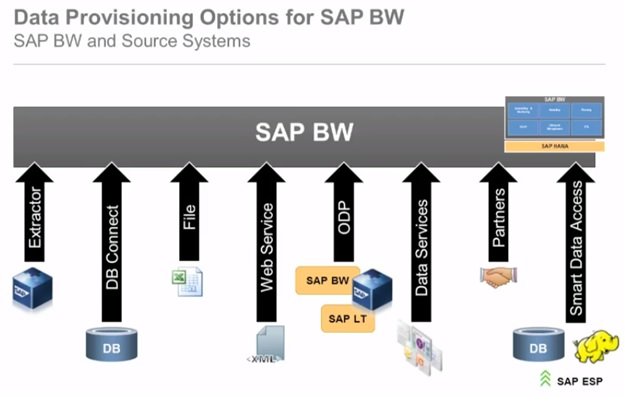 Data Provisioning Options for SAP BW
SAP BW and Source Systems
SAP BW
SAP BW
SAP HANA
Extractor
DB Connect
File
Web Service
ODP
Data Services
Partners
Smart Data Access
SAP BW
SAP LT
DB
<XML>
DB
SAP ESP